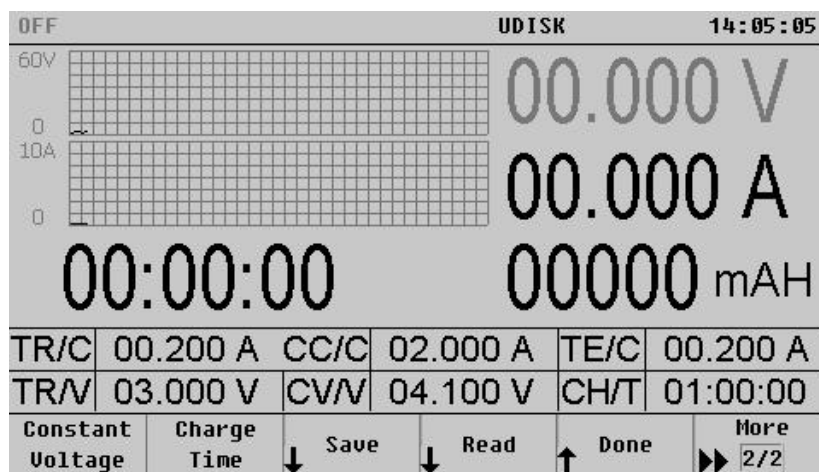 OFF UDISK 14:05:05
60V
00.000 V
0
10A
00.000 A
0
00:00:00 00000 mAH
TR/C 00.200 A CC/C 02.000 A TE/C 00.200 A
TR/V 03.000 V CV/V 04.100 V CH/T 01:00:00
Constant Voltage Charge Time ↓ Save ↓ Read ↑ Done More 2/2